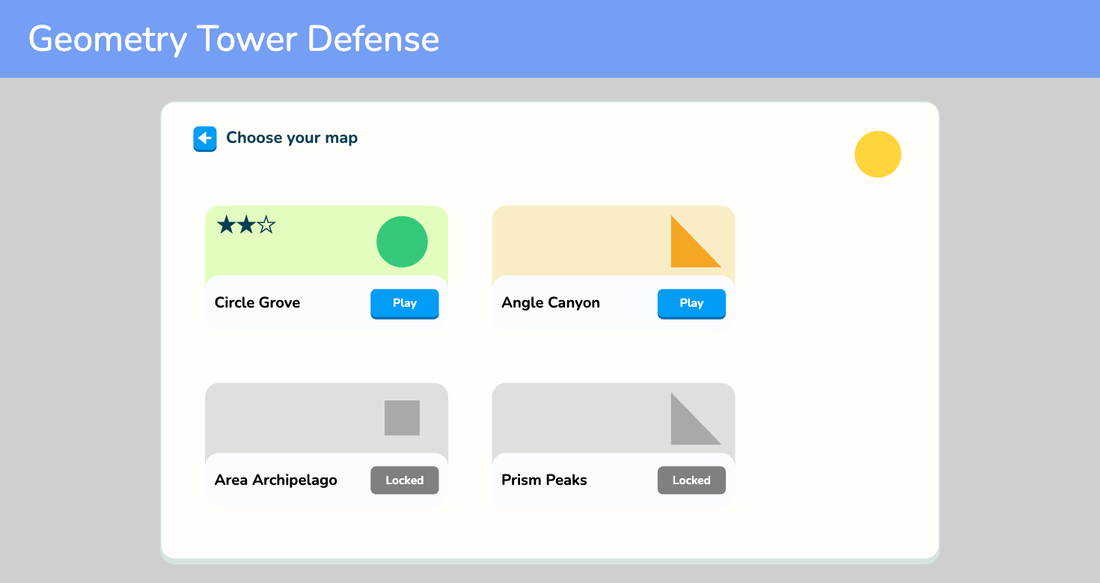 Geometry Tower Defense
Choose your map
Circle Grove
Play
Angle Canyon
Play
Area Archipelago
Locked
Prism Peaks
Locked